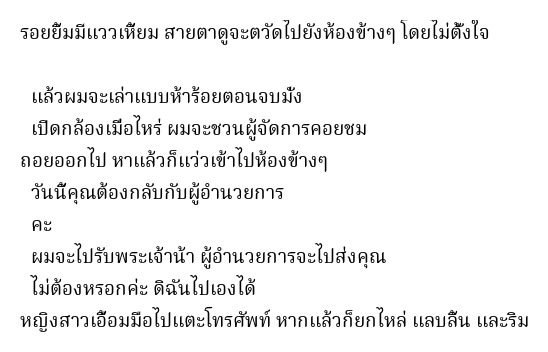 รอยยิ้มมีแววเหี้ยม สายตาดูจะตวัดไปยังห้องข้างๆ โดยไม่ตั้งใจ
แล้วผมจะเล่าแบบห้าร้อยตอนจบมั่ง
เปิดกล้องเมื่อไหร่ ผมจะชวนผู้จัดการคอยชม
ถอยออกไป หาแล้วก็แว่วเข้าไปห้องข้างๆ
วันนี้คุณต้องกลับกับผู้อำนวยการ
คะ
ผมจะไปรับพระเจ้าน้า ผู้อำนวยการจะไปส่งคุณ
ไม่ต้องหรอกค่ะ ดิฉันไปเองได้
หญิงสาวเอื้อมมือไปแตะโทรศัพท์ หากแล้วก็ยกไหล่ แลบลิ้น และริม